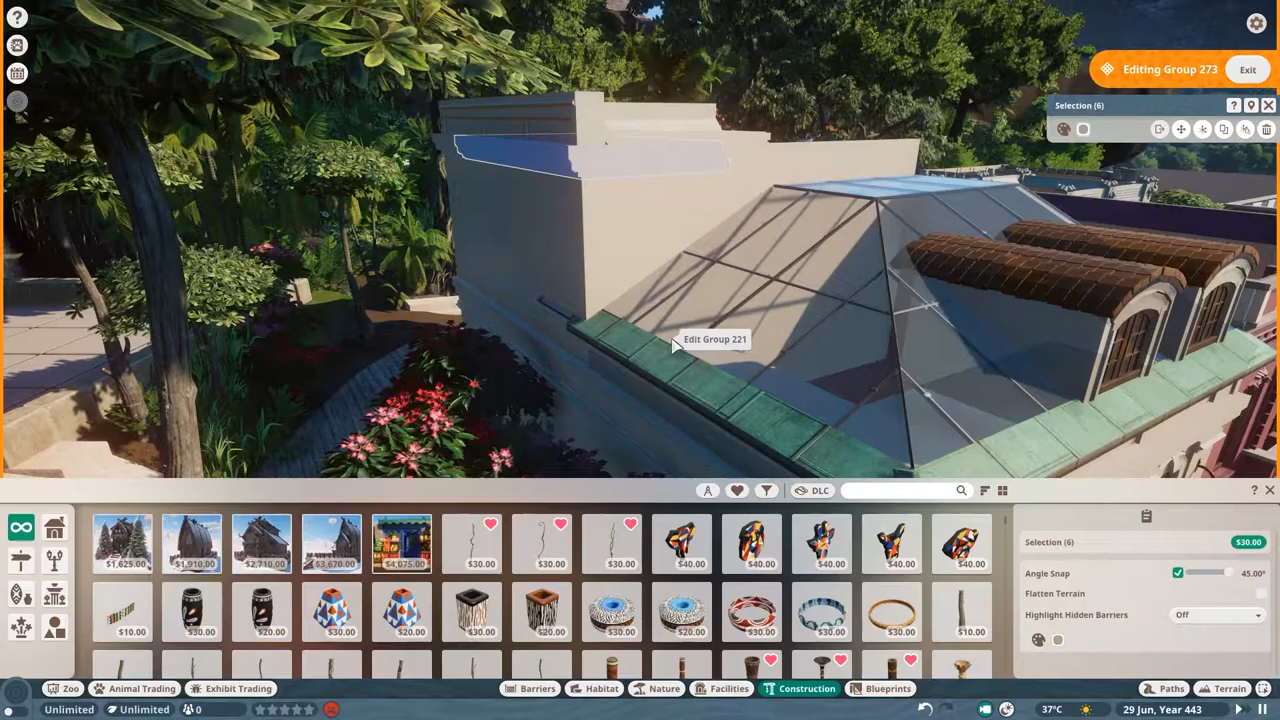 Editing Group 273
Exit
Selection (6)
?
Edit Group 221
DLC
?
$1,625.00
$1,910.00
$2,710.00
$3,670.00
$4,075.00
$30.00
$30.00
$30.00
$40.00
$40.00
$40.00
$40.00
$40.00
Selection (6)
$30.00
Angle Snap
45.00°
Flatten Terrain
Highlight Hidden Barriers
Off
$10.00
$30.00
$20.00
$30.00
$20.00
$30.00
$20.00
$30.00
$20.00
$30.00
$30.00
$30.00
$10.00
Zoo
Animal Trading
Exhibit Trading
Barriers
Habitat
Nature
Facilities
Construction
Blueprints
Paths
Terrain
Unlimited
Unlimited
0
37°C
29 Jun, Year 443